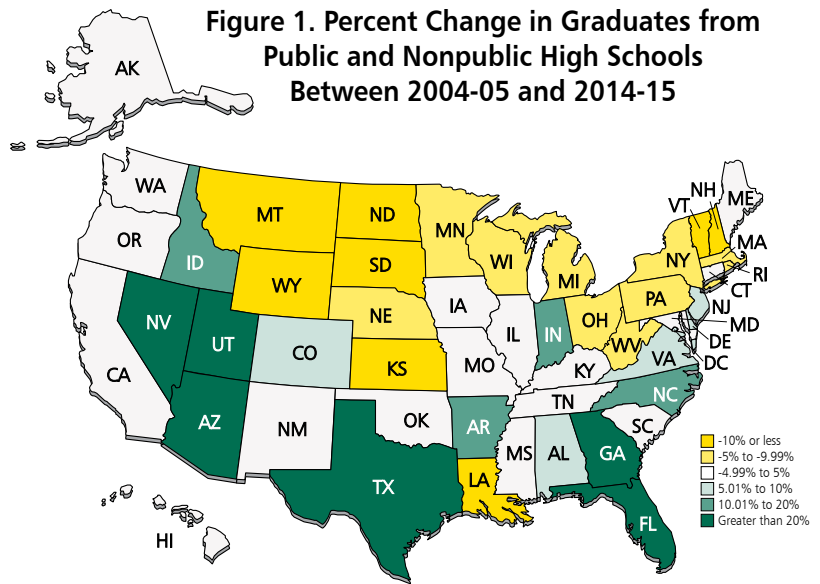 Figure 1. Percent Change in Graduates from
Public and Nonpublic High Schools
Between 2004-05 and 2014-15
AK
WA
MT
ND
MN
VT
NH
ME
OR
ID
SD
WI
MI
NY
MA
RI
CT
WY
NE
IA
PA
NJ
MD
DE
DC
NV
UT
CO
KS
MO
IL
IN
OH
WV
VA
KY
CA
AZ
NM
OK
AR
TN
NC
SC
MS
AL
GA
TX
LA
FL
HI
-10% or less
-5% to -9.99%
-4.99% to 5%
5.01% to 10%
10.01% to 20%
Greater than 20%